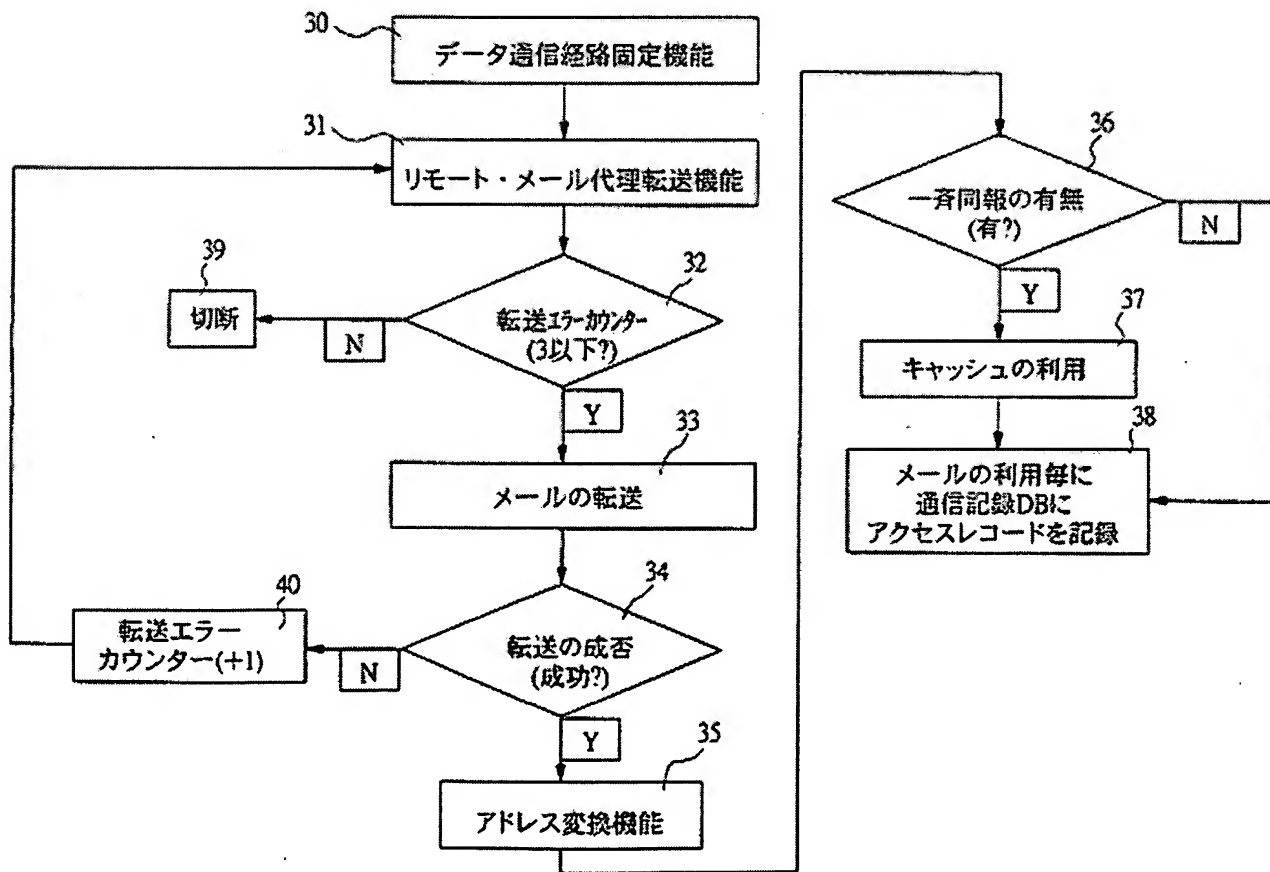 30
データ通信経路固定機能
31
リモート・メール代理転送機能
32
転送エラーカウンター
(3以下?)
N
39
切断
Y
33
メールの転送
34
転送の成否
(成功?)
N
40
転送エラー
カウンター(+1)
Y
35
アドレス変換機能
36
一斉同報の有無
(有?)
N
Y
37
キャッシュの利用
38
メールの利用毎に
通信記録DBに
アクセスレコードを記録